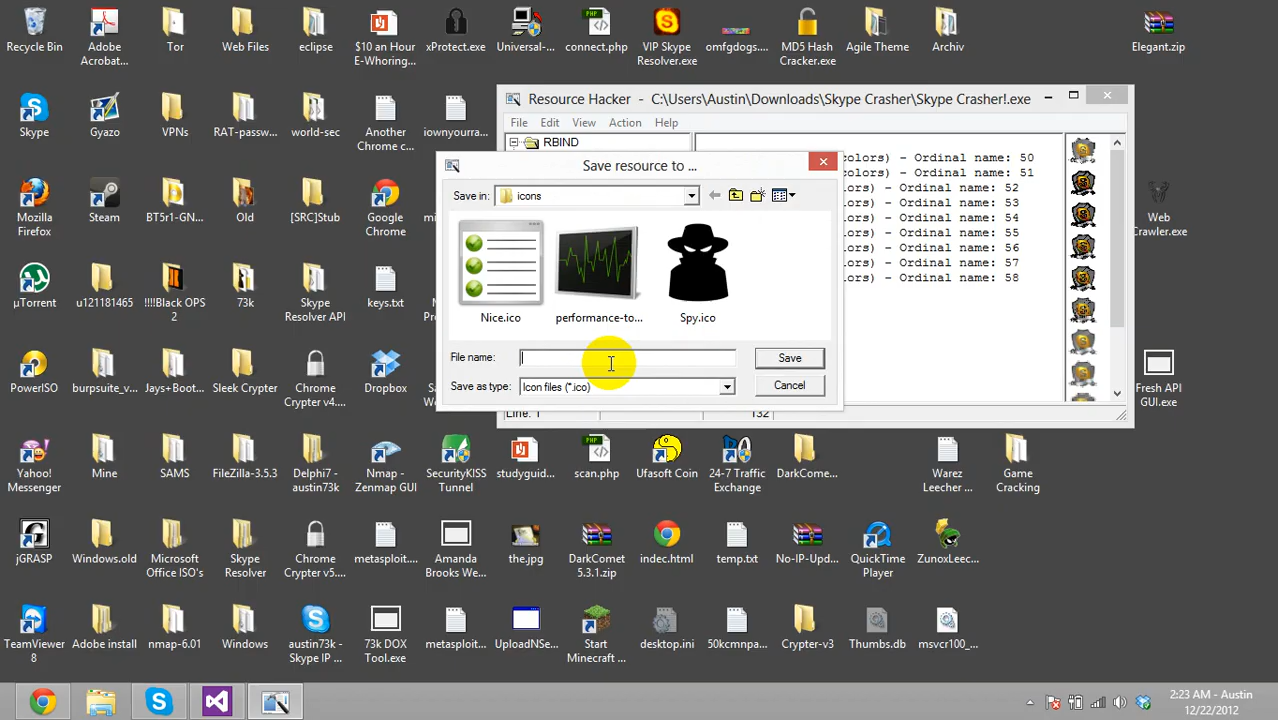 Recycle Bin
Adobe Acrobat...
Tor
Web Files
eclipse
$10 an Hour E-Whoring...
xProtect.exe
Universal-...
connect.php
VIP Skype Resolver.exe
omfgdogs....
MD5 Hash Cracker.exe
Agile Theme
Archiv
Elegant.zip
Resource Hacker - C:\Users\Austin\Downloads\Skype Crasher\Skype Crasher!.exe
File Edit View Action Help
RBIND
Skype
Gyazo
VPNs
RAT-passw...
world-sec
Another Chrome c...
iownyourra...
Save resource to ...
Save in: icons
olors) - Ordinal name: 50
olors) - Ordinal name: 51
olors) - Ordinal name: 52
olors) - Ordinal name: 53
olors) - Ordinal name: 54
olors) - Ordinal name: 55
olors) - Ordinal name: 56
olors) - Ordinal name: 57
olors) - Ordinal name: 58
Mozilla Firefox
Steam
BT5r1-GN...
Old
[SRC]Stub
Google Chrome
Web Crawler.exe
Nice.ico
performance-to...
Spy.ico
µTorrent
u121181465
!!!!Black OPS 2
73k
Skype Resolver API
keys.txt
File name:
Save
Save as type: Icon files (*.ico)
Cancel
PowerISO
burpsuite_v...
Jays+Boot...
Sleek Crypter
Chrome Crypter v4...
Dropbox
Fresh API GUI.exe
Line: 1
132
Yahoo! Messenger
Mine
SAMS
FileZilla-3.5.3
Delphi7 - austin73k
Nmap - Zenmap GUI
SecurityKISS Tunnel
studyguid...
scan.php
Ufasoft Coin
24-7 Traffic Exchange
DarkCome...
Warez Leecher ...
Game Cracking
jGRASP
Windows.old
Microsoft Office ISO's
Skype Resolver
Chrome Crypter v5....
metasploit...
Amanda Brooks We...
the.jpg
DarkComet 5.3.1.zip
indec.html
temp.txt
No-IP-Upd...
QuickTime Player
ZunoxLeec...
TeamViewer 8
Adobe install
nmap-6.01
Windows
austin73k - Skype IP ...
73k DOX Tool.exe
metasploit...
UploadNSe...
Start Minecraft ...
desktop.ini
50kcmnpa...
Crypter-v3
Thumbs.db
msvcr100_...
2:23 AM - Austin
12/22/2012